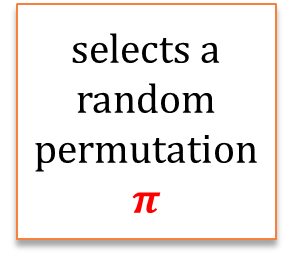 selects a
random
permutation
π